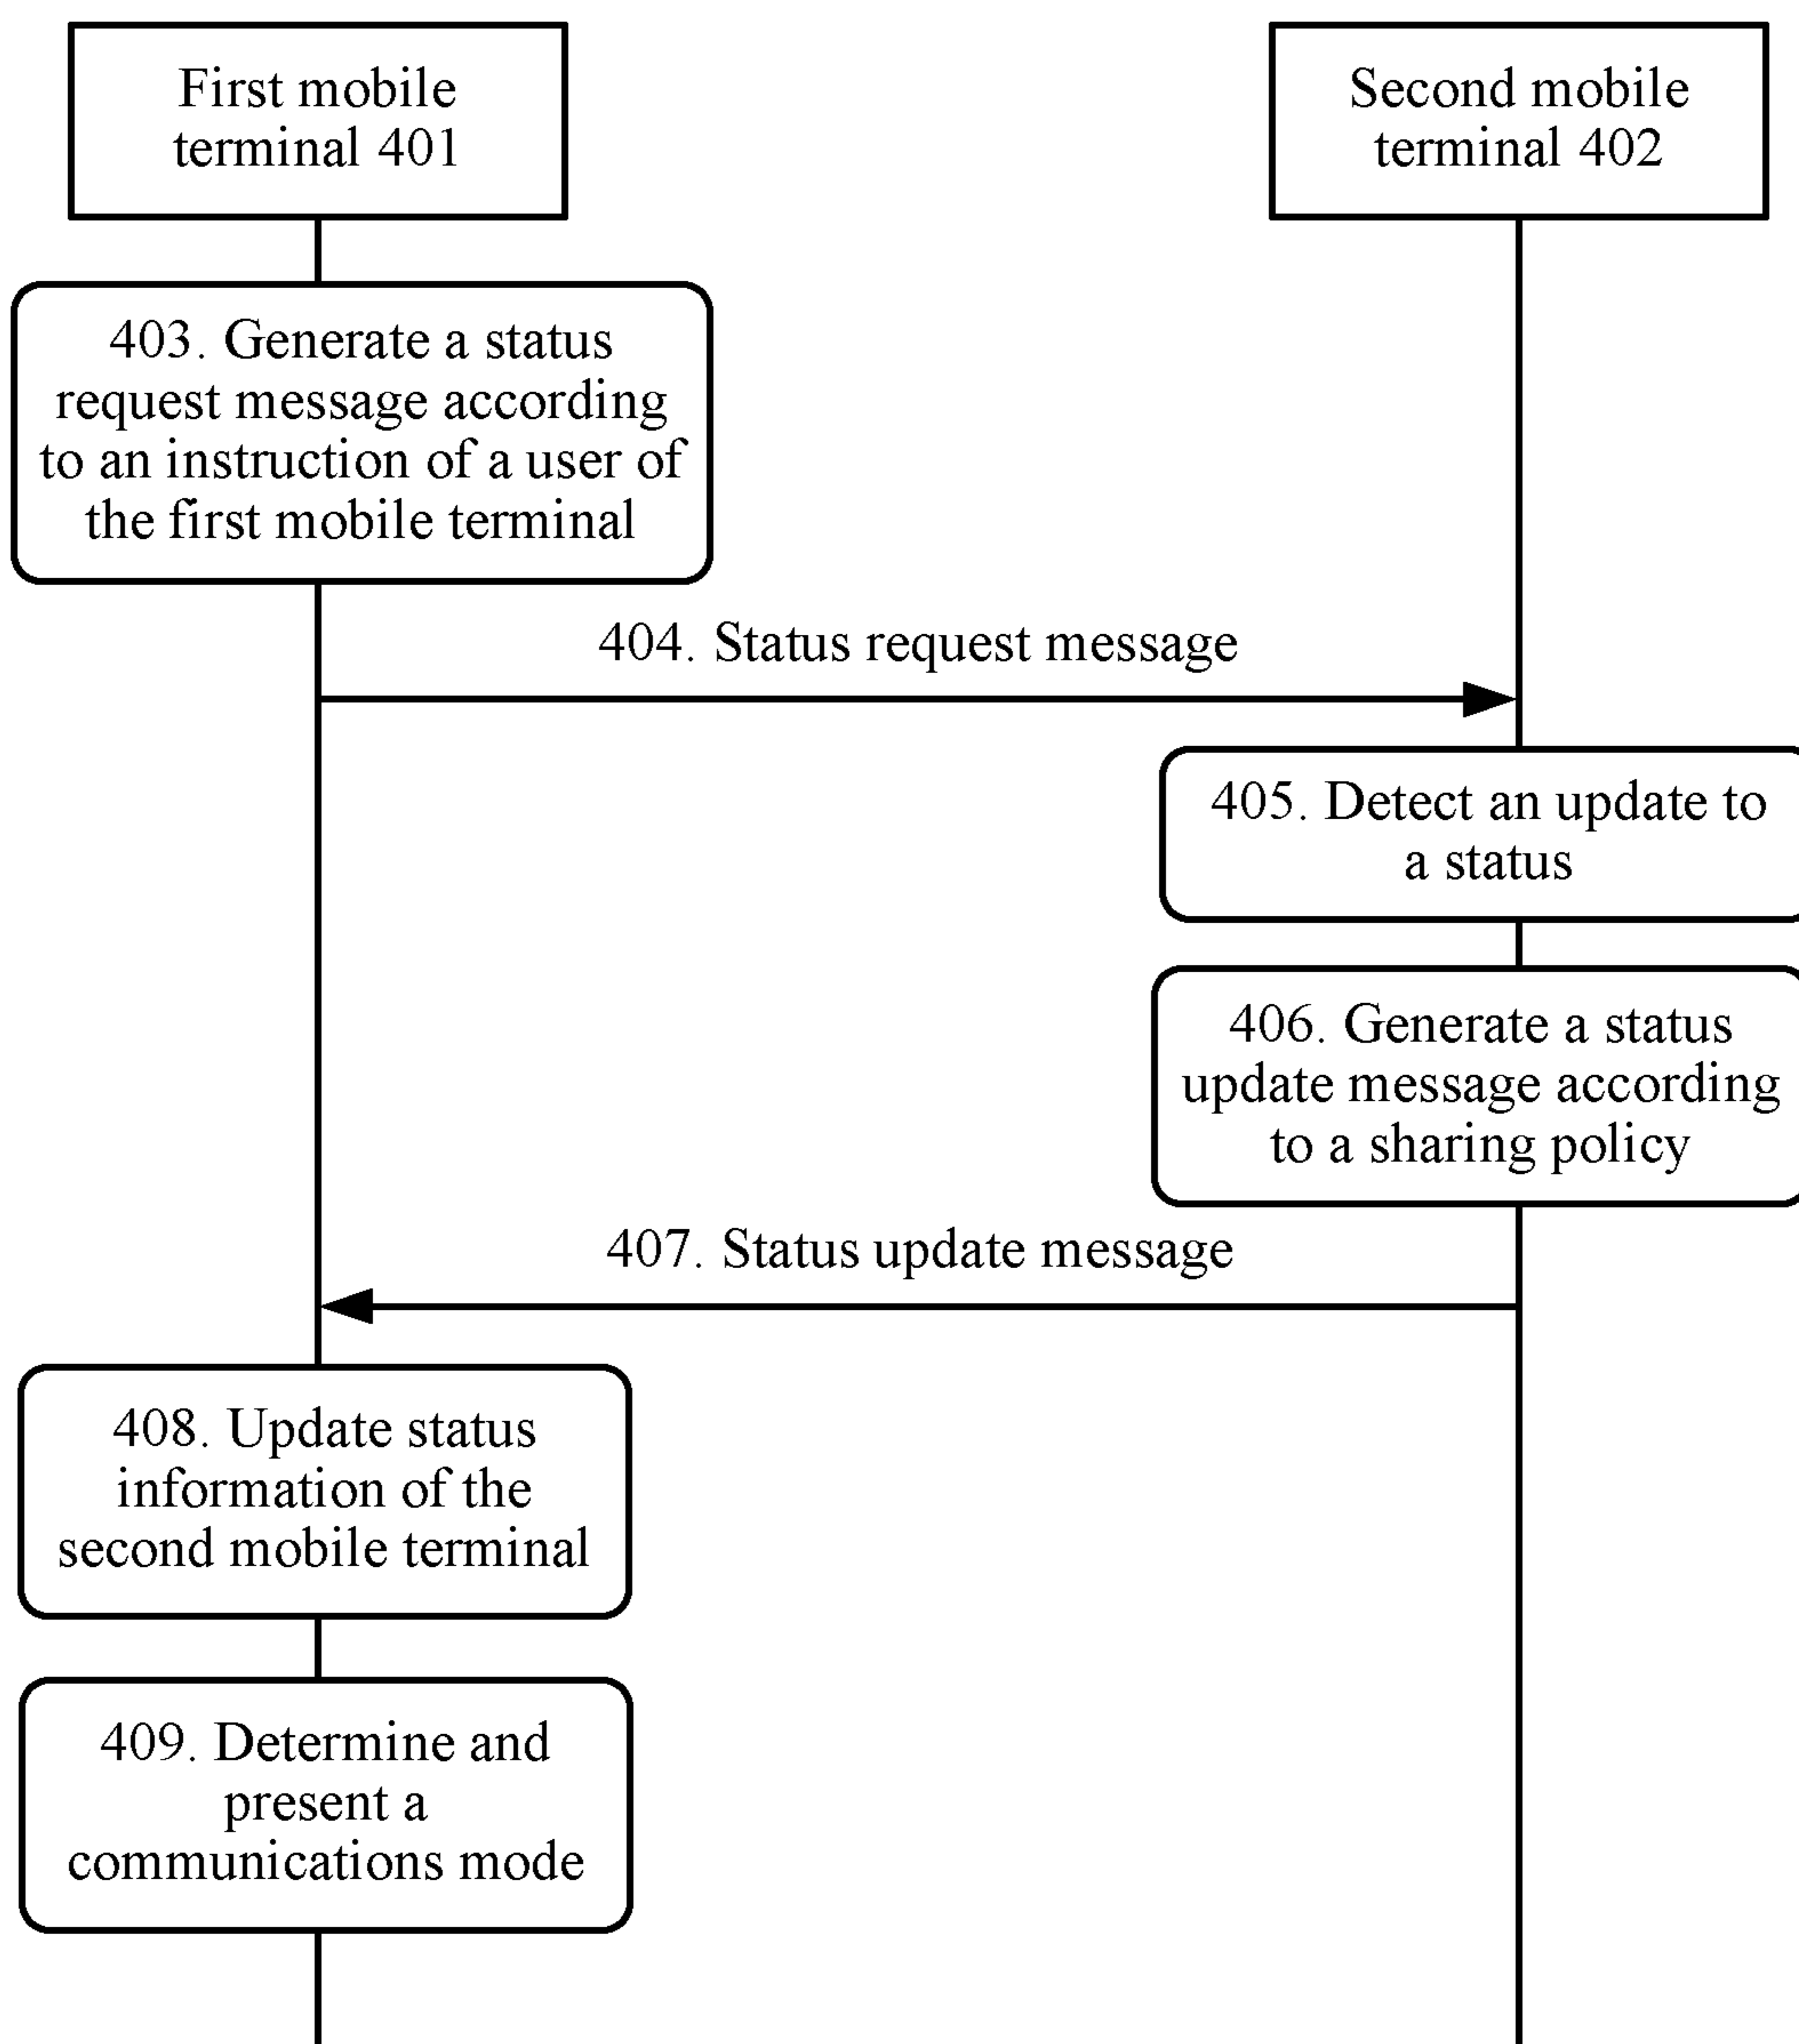 First mobile
terminal 401
Second mobile
terminal 402
403. Generate a status
request message according
to an instruction of a user of
the first mobile terminal
404. Status request message
405. Detect an update to
a status
406. Generate a status
update message according
to a sharing policy
407. Status update message
408. Update status
information of the
second mobile terminal
409. Determine and
present a
communications mode